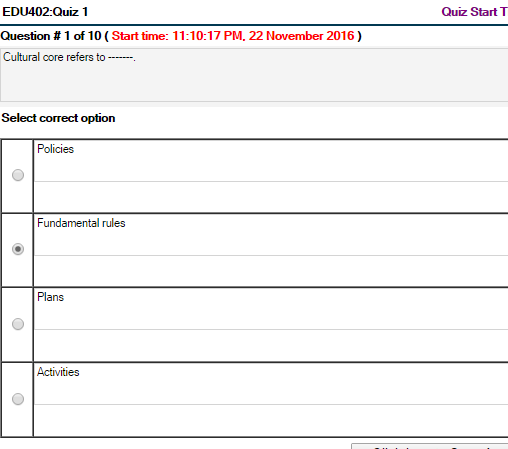 EDU402:Quiz 1 Quiz Start T
Question # 1 of 10 ( Start time: 11:10:17 PM, 22 November 2016 )
Cultural core refers to -------.
Select correct option
Policies
Fundamental rules
Plans
Activities